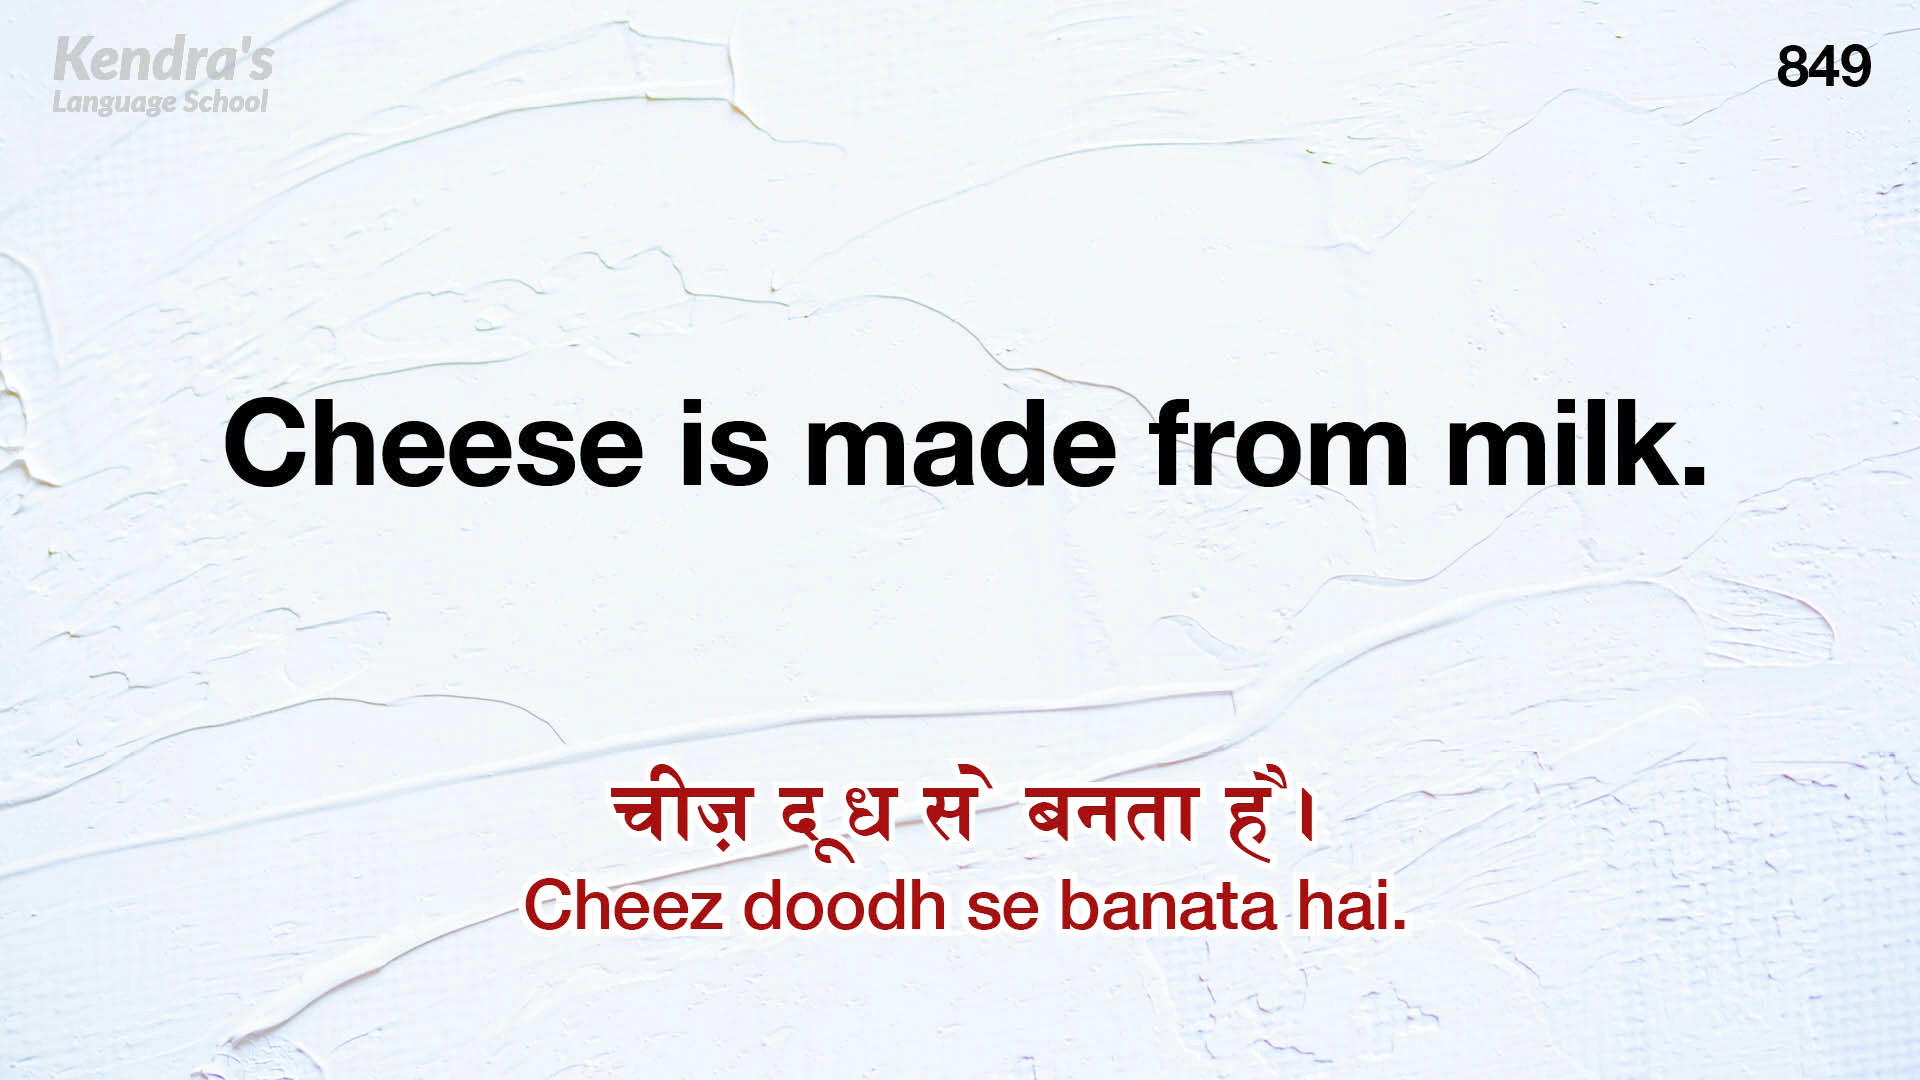 Kendra's
Language School
849
Cheese is made from milk.
चीज़ दूध से बनता है।
Cheez doodh se banata hai.